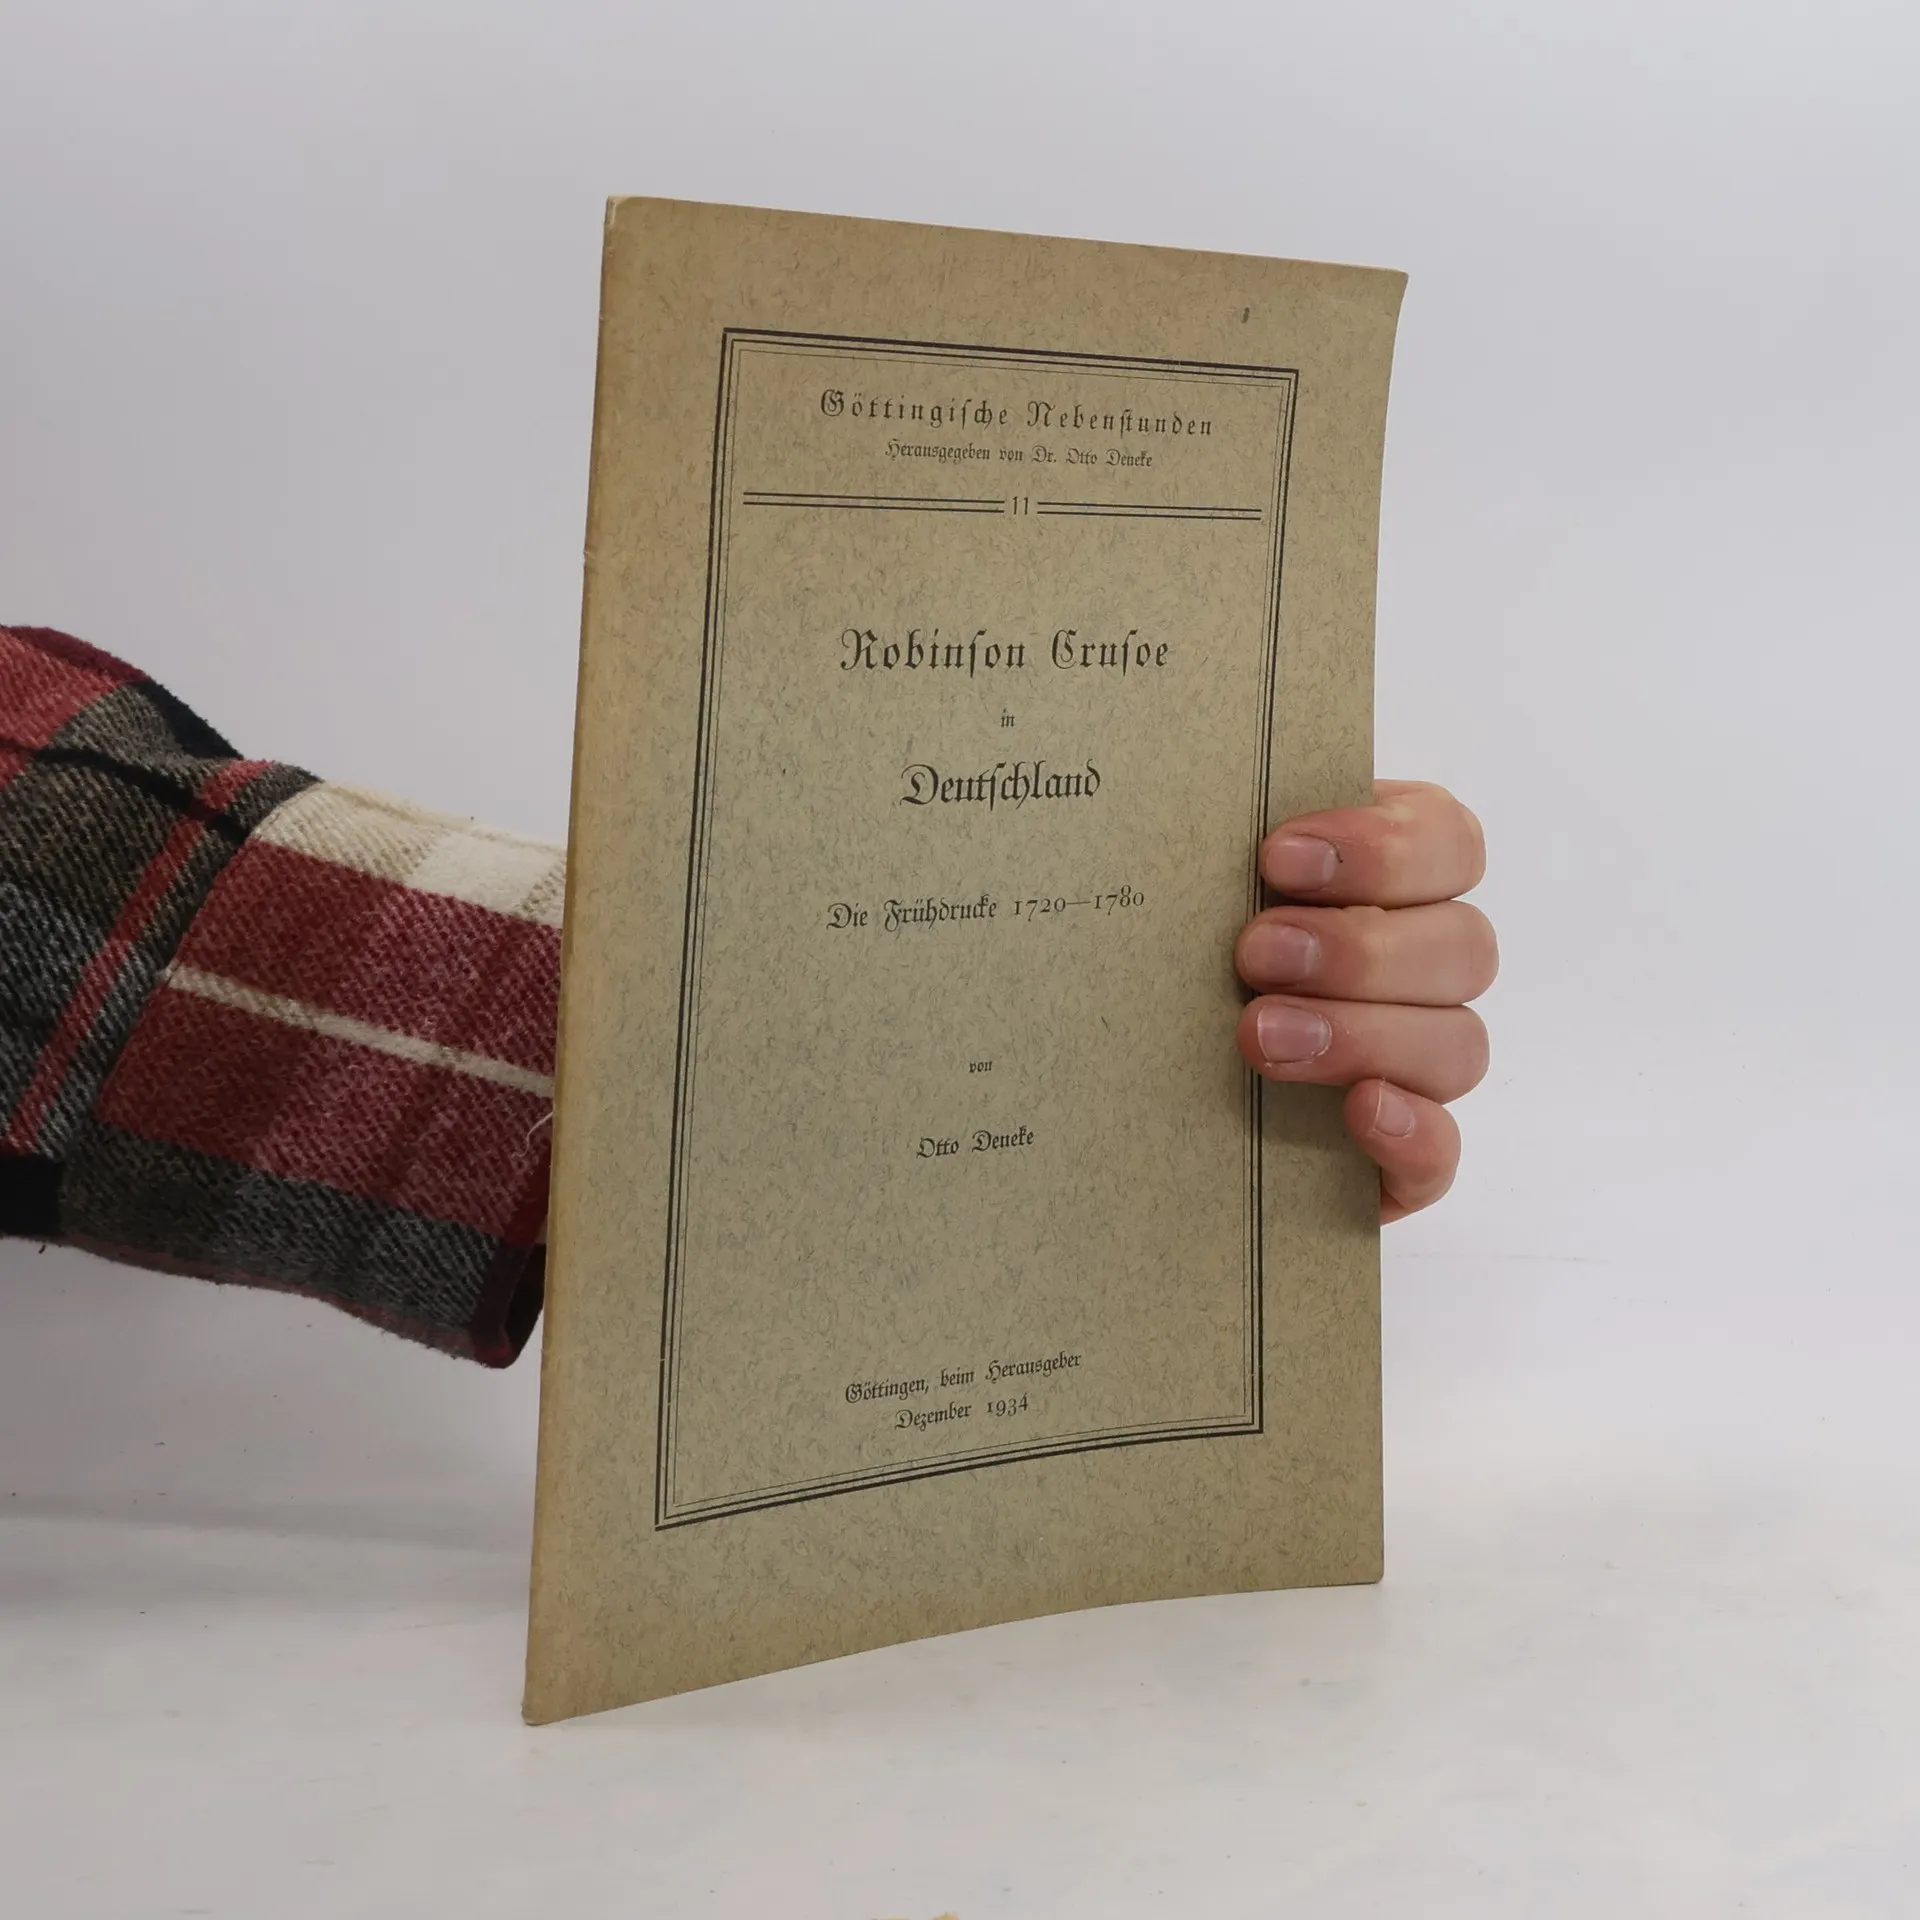 Göttingiſche Nebenſtunden
Herausgegeben von Dr. Otto Deneke
11
Robinſon Cruſoe
in
Deutſchland
Die Frühdrucke 1720—1780
von
Otto Deneke
Göttingen, beim Herausgeber
Dezember 1934